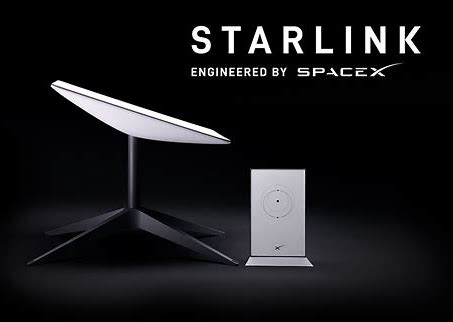 STARLINK
ENGINEERED BY SPACEX